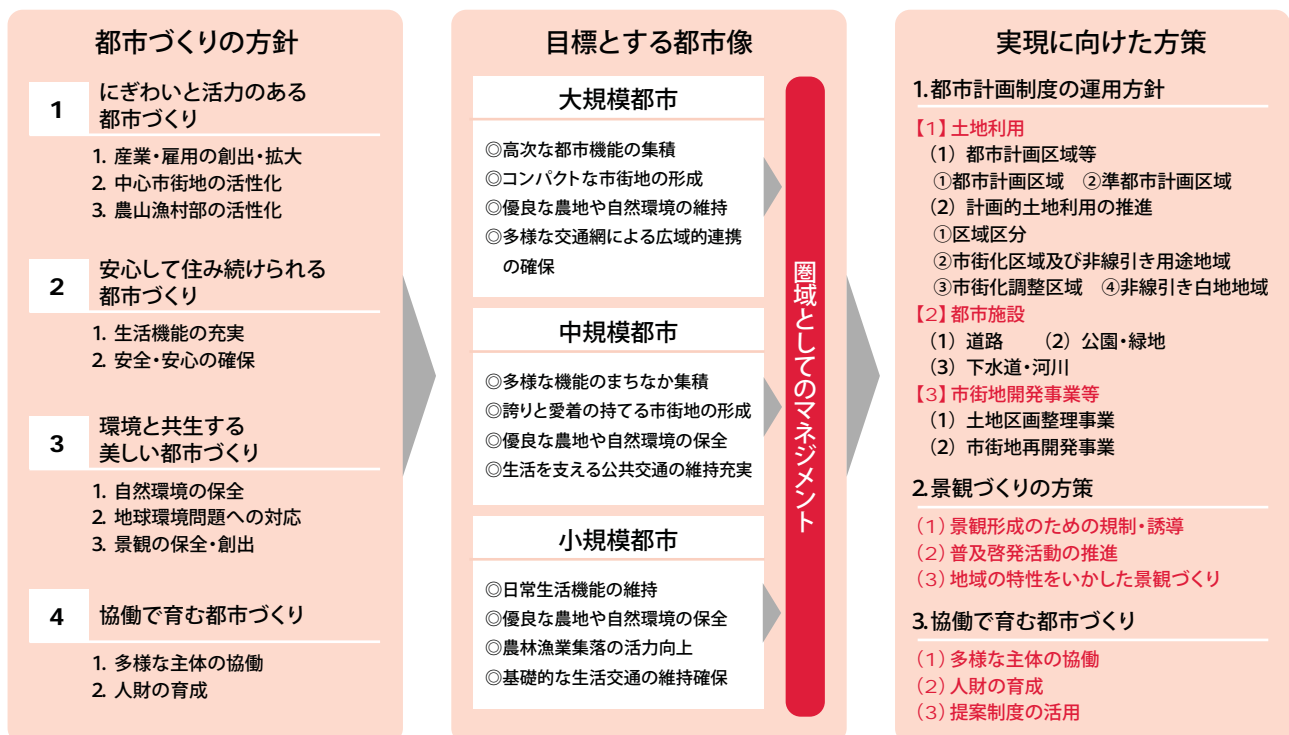 都市づくりの方針
1
にぎわいと活力のある
都市づくり
1. 産業・雇用の創出・拡大
2. 中心市街地の活性化
3. 農山漁村部の活性化
2
安心して住み続けられる
都市づくり
1. 生活機能の充実
2. 安全・安心の確保
3
環境と共生する
美しい都市づくり
1. 自然環境の保全
2. 地球環境問題への対応
3. 景観の保全・創出
4
協働で育む都市づくり
1. 多様な主体の協働
2. 人財の育成
目標とする都市像
大規模都市
◎高次な都市機能の集積
◎コンパクトな市街地の形成
◎優良な農地や自然環境の維持
◎多様な交通網による広域的連携
の確保
中規模都市
◎多様な機能のまちなか集積
◎誇りと愛着の持てる市街地の形成
◎優良な農地や自然環境の保全
◎生活を支える公共交通の維持充実
小規模都市
◎日常生活機能の維持
◎優良な農地や自然環境の保全
◎農林漁業集落の活力向上
◎基礎的な生活交通の維持確保
圏域としてのマネジメント
実現に向けた方策
1.都市計画制度の運用方針
【1】土地利用
（1）都市計画区域等
①都市計画区域　②準都市計画区域
（2）計画的土地利用の推進
①区域区分
②市街化区域及び非線引き用途地域
③市街化調整区域　④非線引き白地地域
【2】都市施設
（1）道路　　（2）公園・緑地
（3）下水道・河川
【3】市街地開発事業等
（1）土地区画整理事業
（2）市街地再開発事業
2.景観づくりの方策
（1）景観形成のための規制・誘導
（2）普及啓発活動の推進
（3）地域の特性をいかした景観づくり
3.協働で育む都市づくり
（1）多様な主体の協働
（2）人財の育成
（3）提案制度の活用